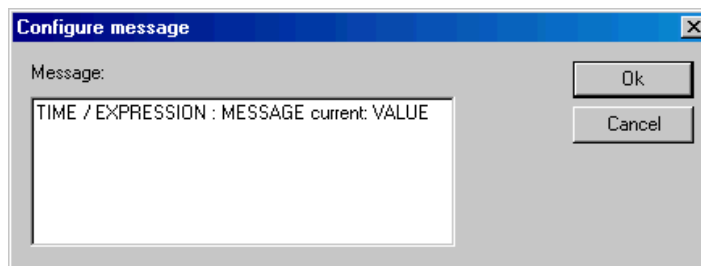 Configure message
Message:
Ok
TIME / EXPRESSION : MESSAGE current: VALUE
Cancel